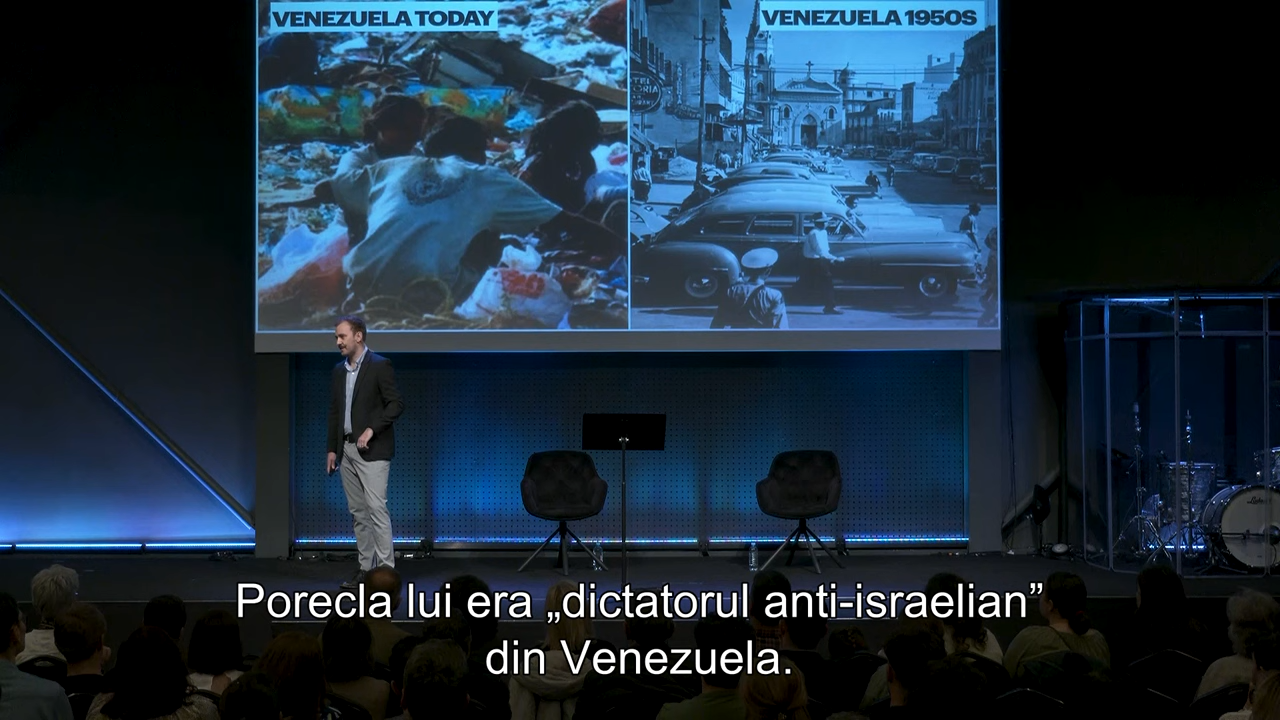 VENEZUELA TODAY
VENEZUELA 1950S
Porecla lui era „dictatorul anti-israelian”
din Venezuela.